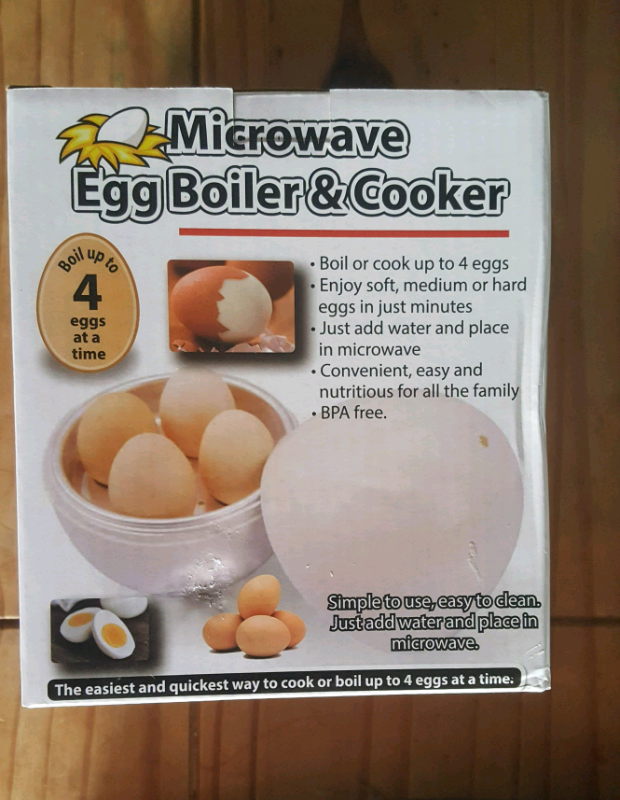 Microwave
Egg Boiler & Cooker
Boil up to
4
eggs
at a
time
• Boil or cook up to 4 eggs
• Enjoy soft, medium or hard
eggs in just minutes
• Just add water and place
in microwave
• Convenient, easy and
nutritious for all the family
• BPA free.
Simple to use, easy to clean.
Just add water and place in
microwave.
The easiest and quickest way to cook or boil up to 4 eggs at a time.